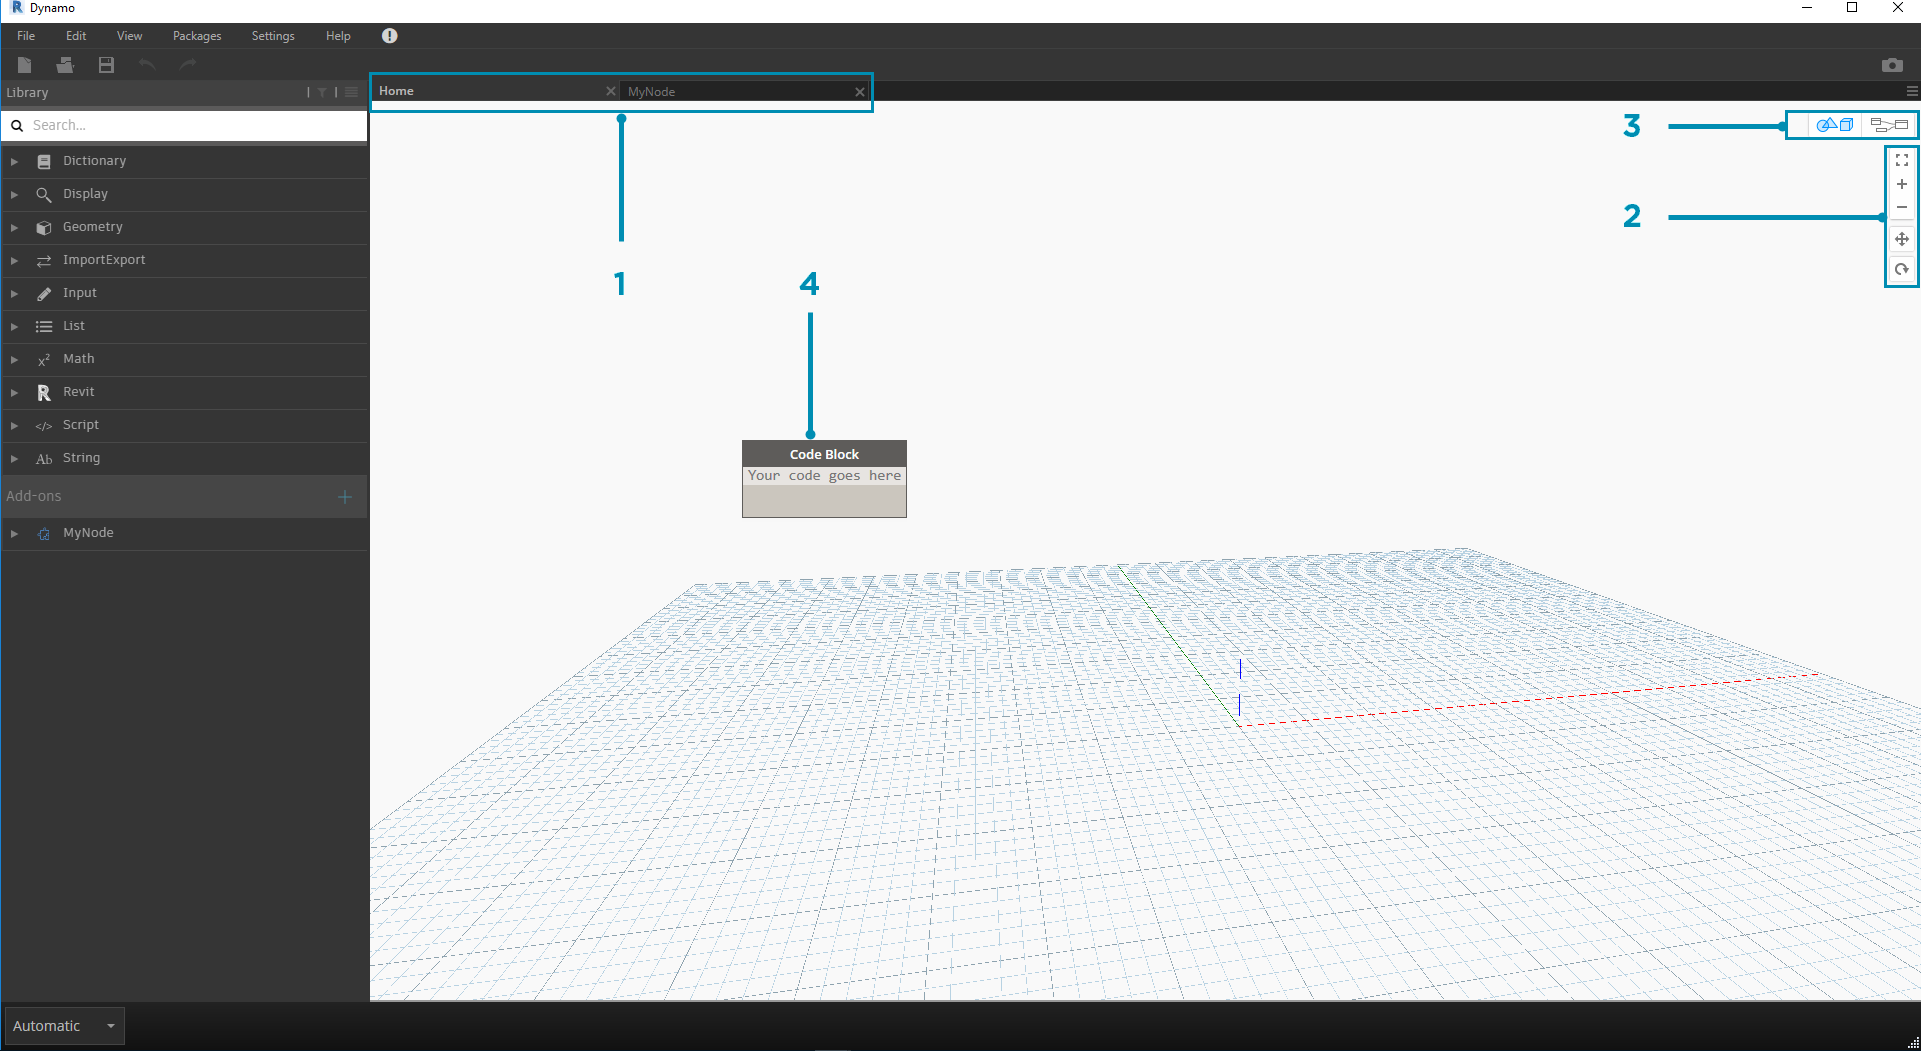 Dynamo
File Edit View Packages Settings Help
Library
Home
MyNode
Search...
3
Dictionary
Display
2
Geometry
ImportExport
1
4
Input
List
Math
Revit
Script
String
Code Block
Your code goes here
Add-ons
MyNode
Automatic